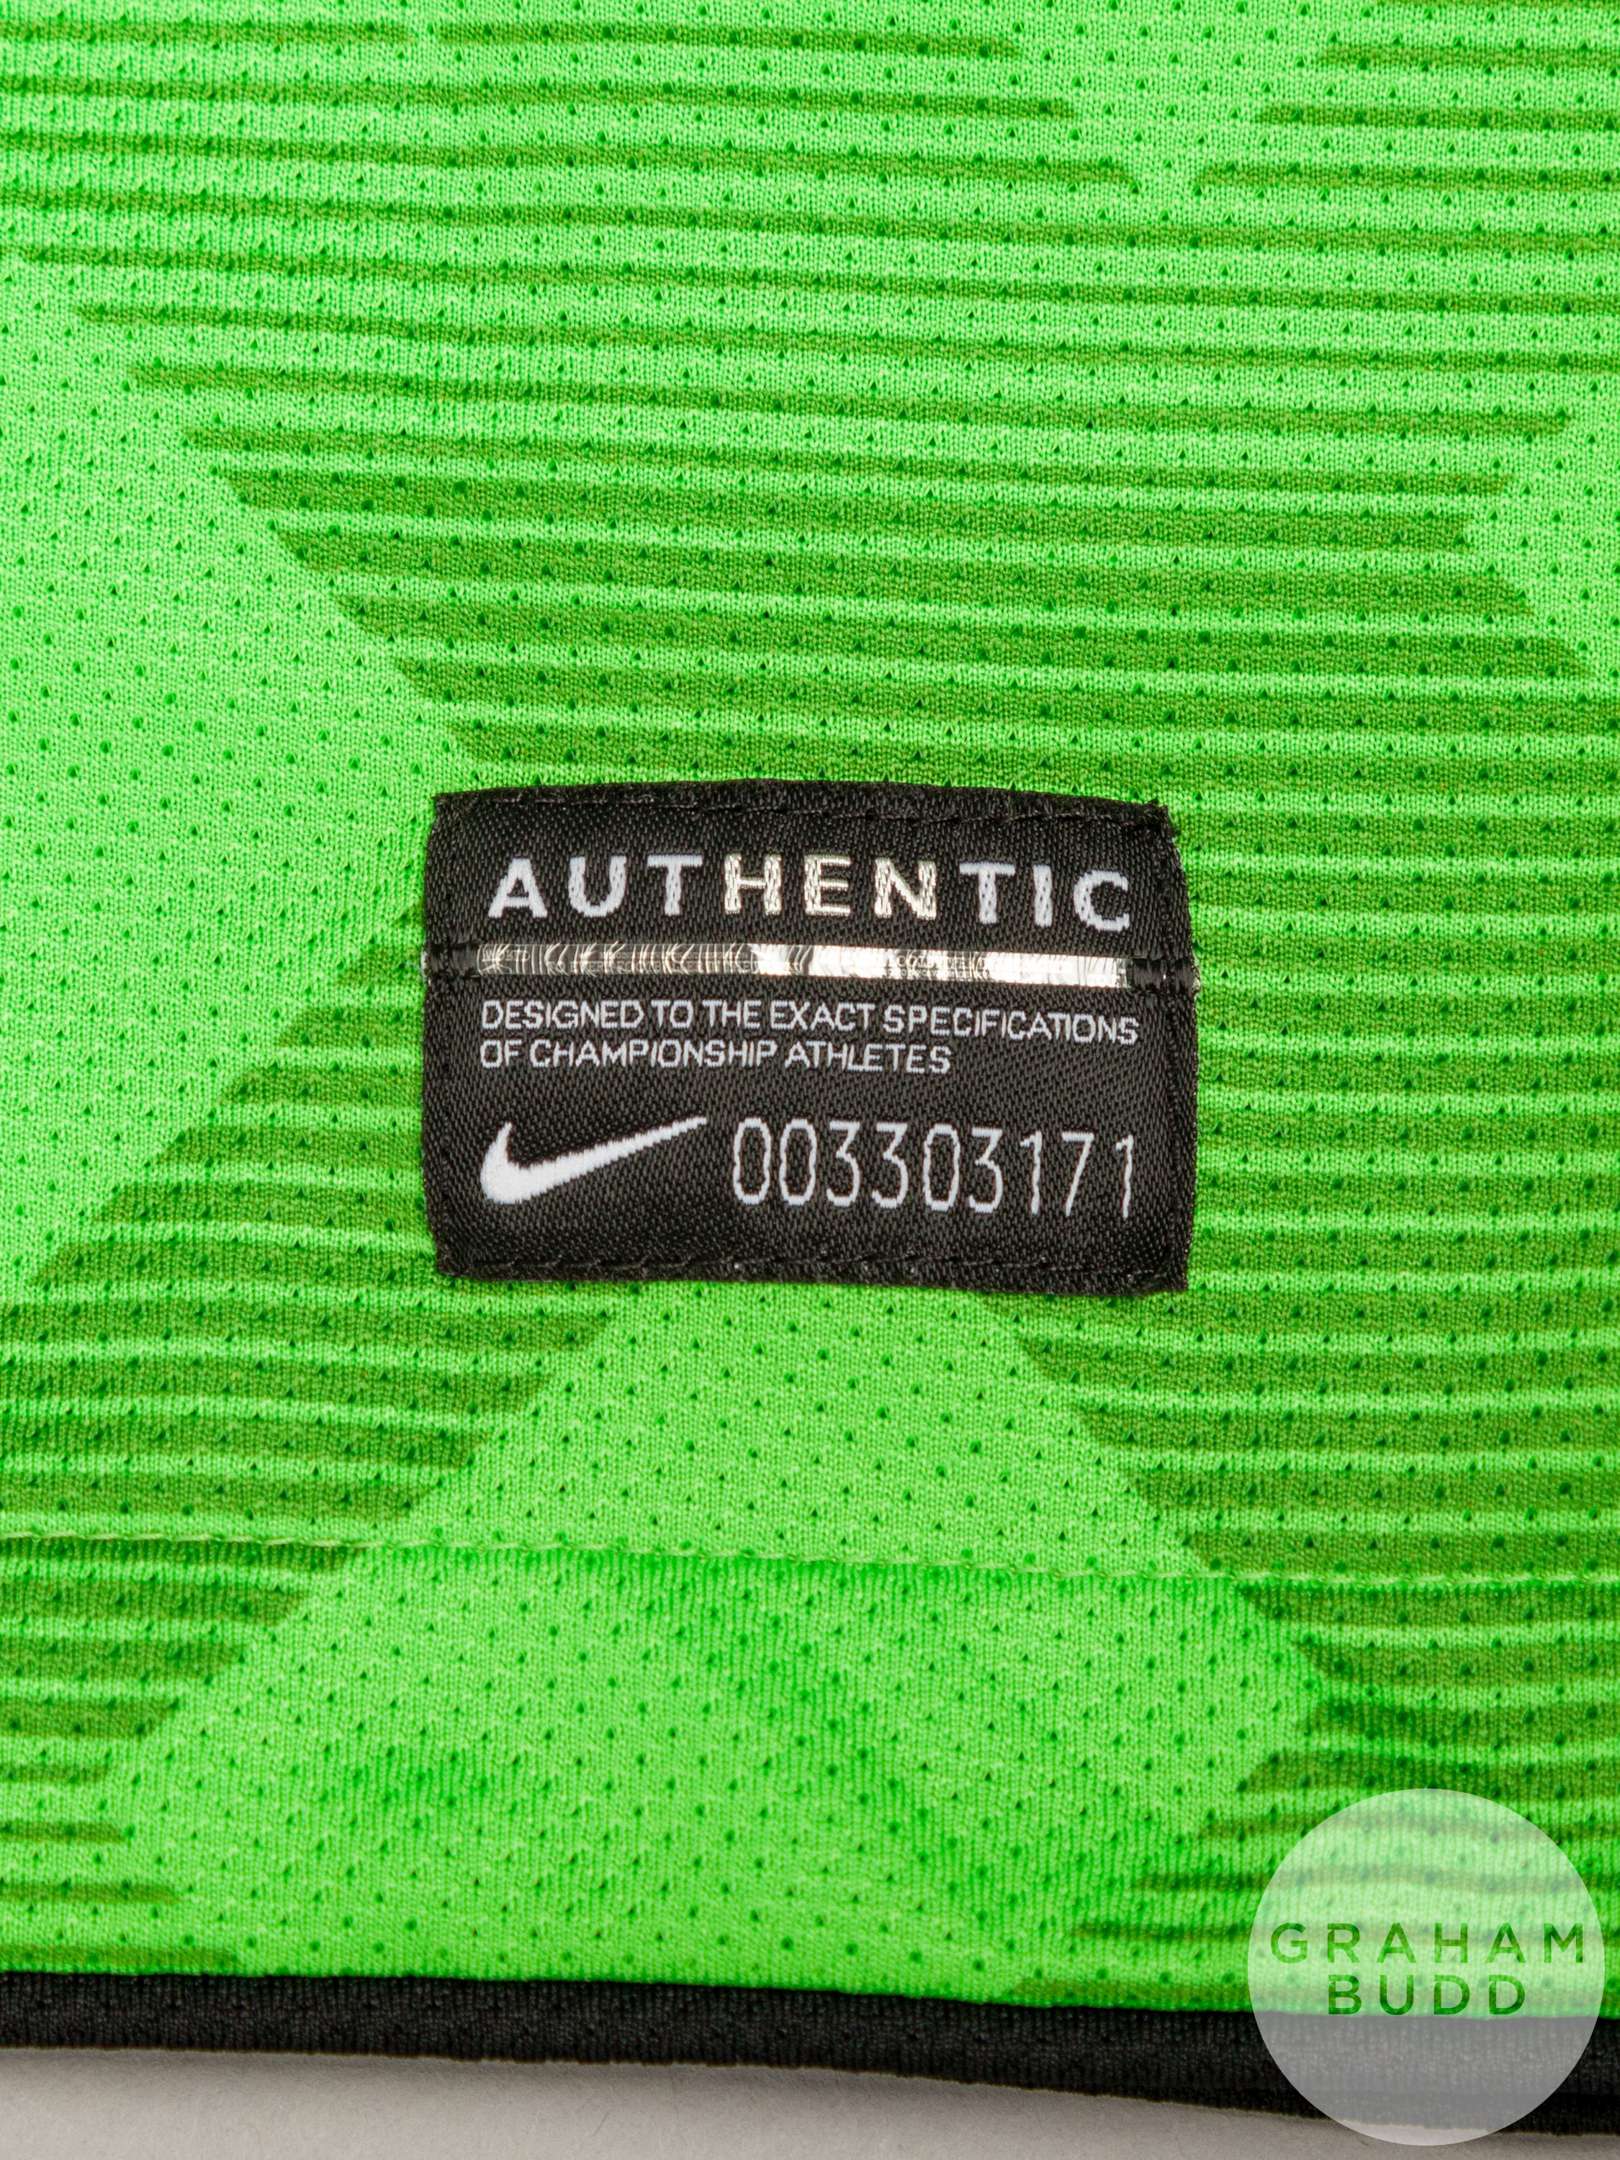 AUTHENTIC
DESIGNED TO THE EXACT SPECIFICATIONS
OF CHAMPIONSHIP ATHLETES
003303171
GRAHAM
BUDD